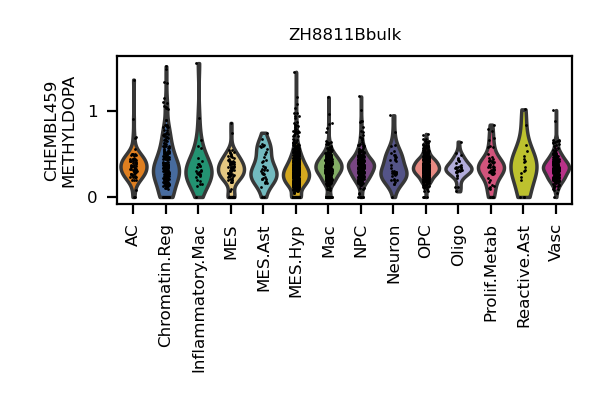 ZH8811Bbulk
CHEMBL459
METHYLDOPA
1
0
AC
Chromatin.Reg
Inflammatory.Mac
MES
MES.Ast
MES.Hyp
Mac
NPC
Neuron
OPC
Oligo
Prolif.Metab
Reactive.Ast
Vasc